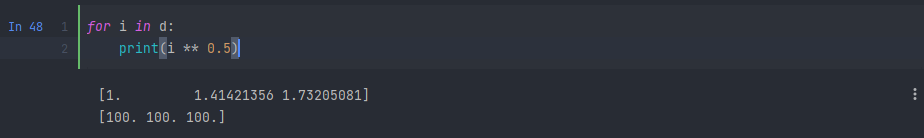 In 48 1 for i in d:
2 print(i ** 0.5)
[1.         1.41421356 1.73205081]
[100. 100. 100.]